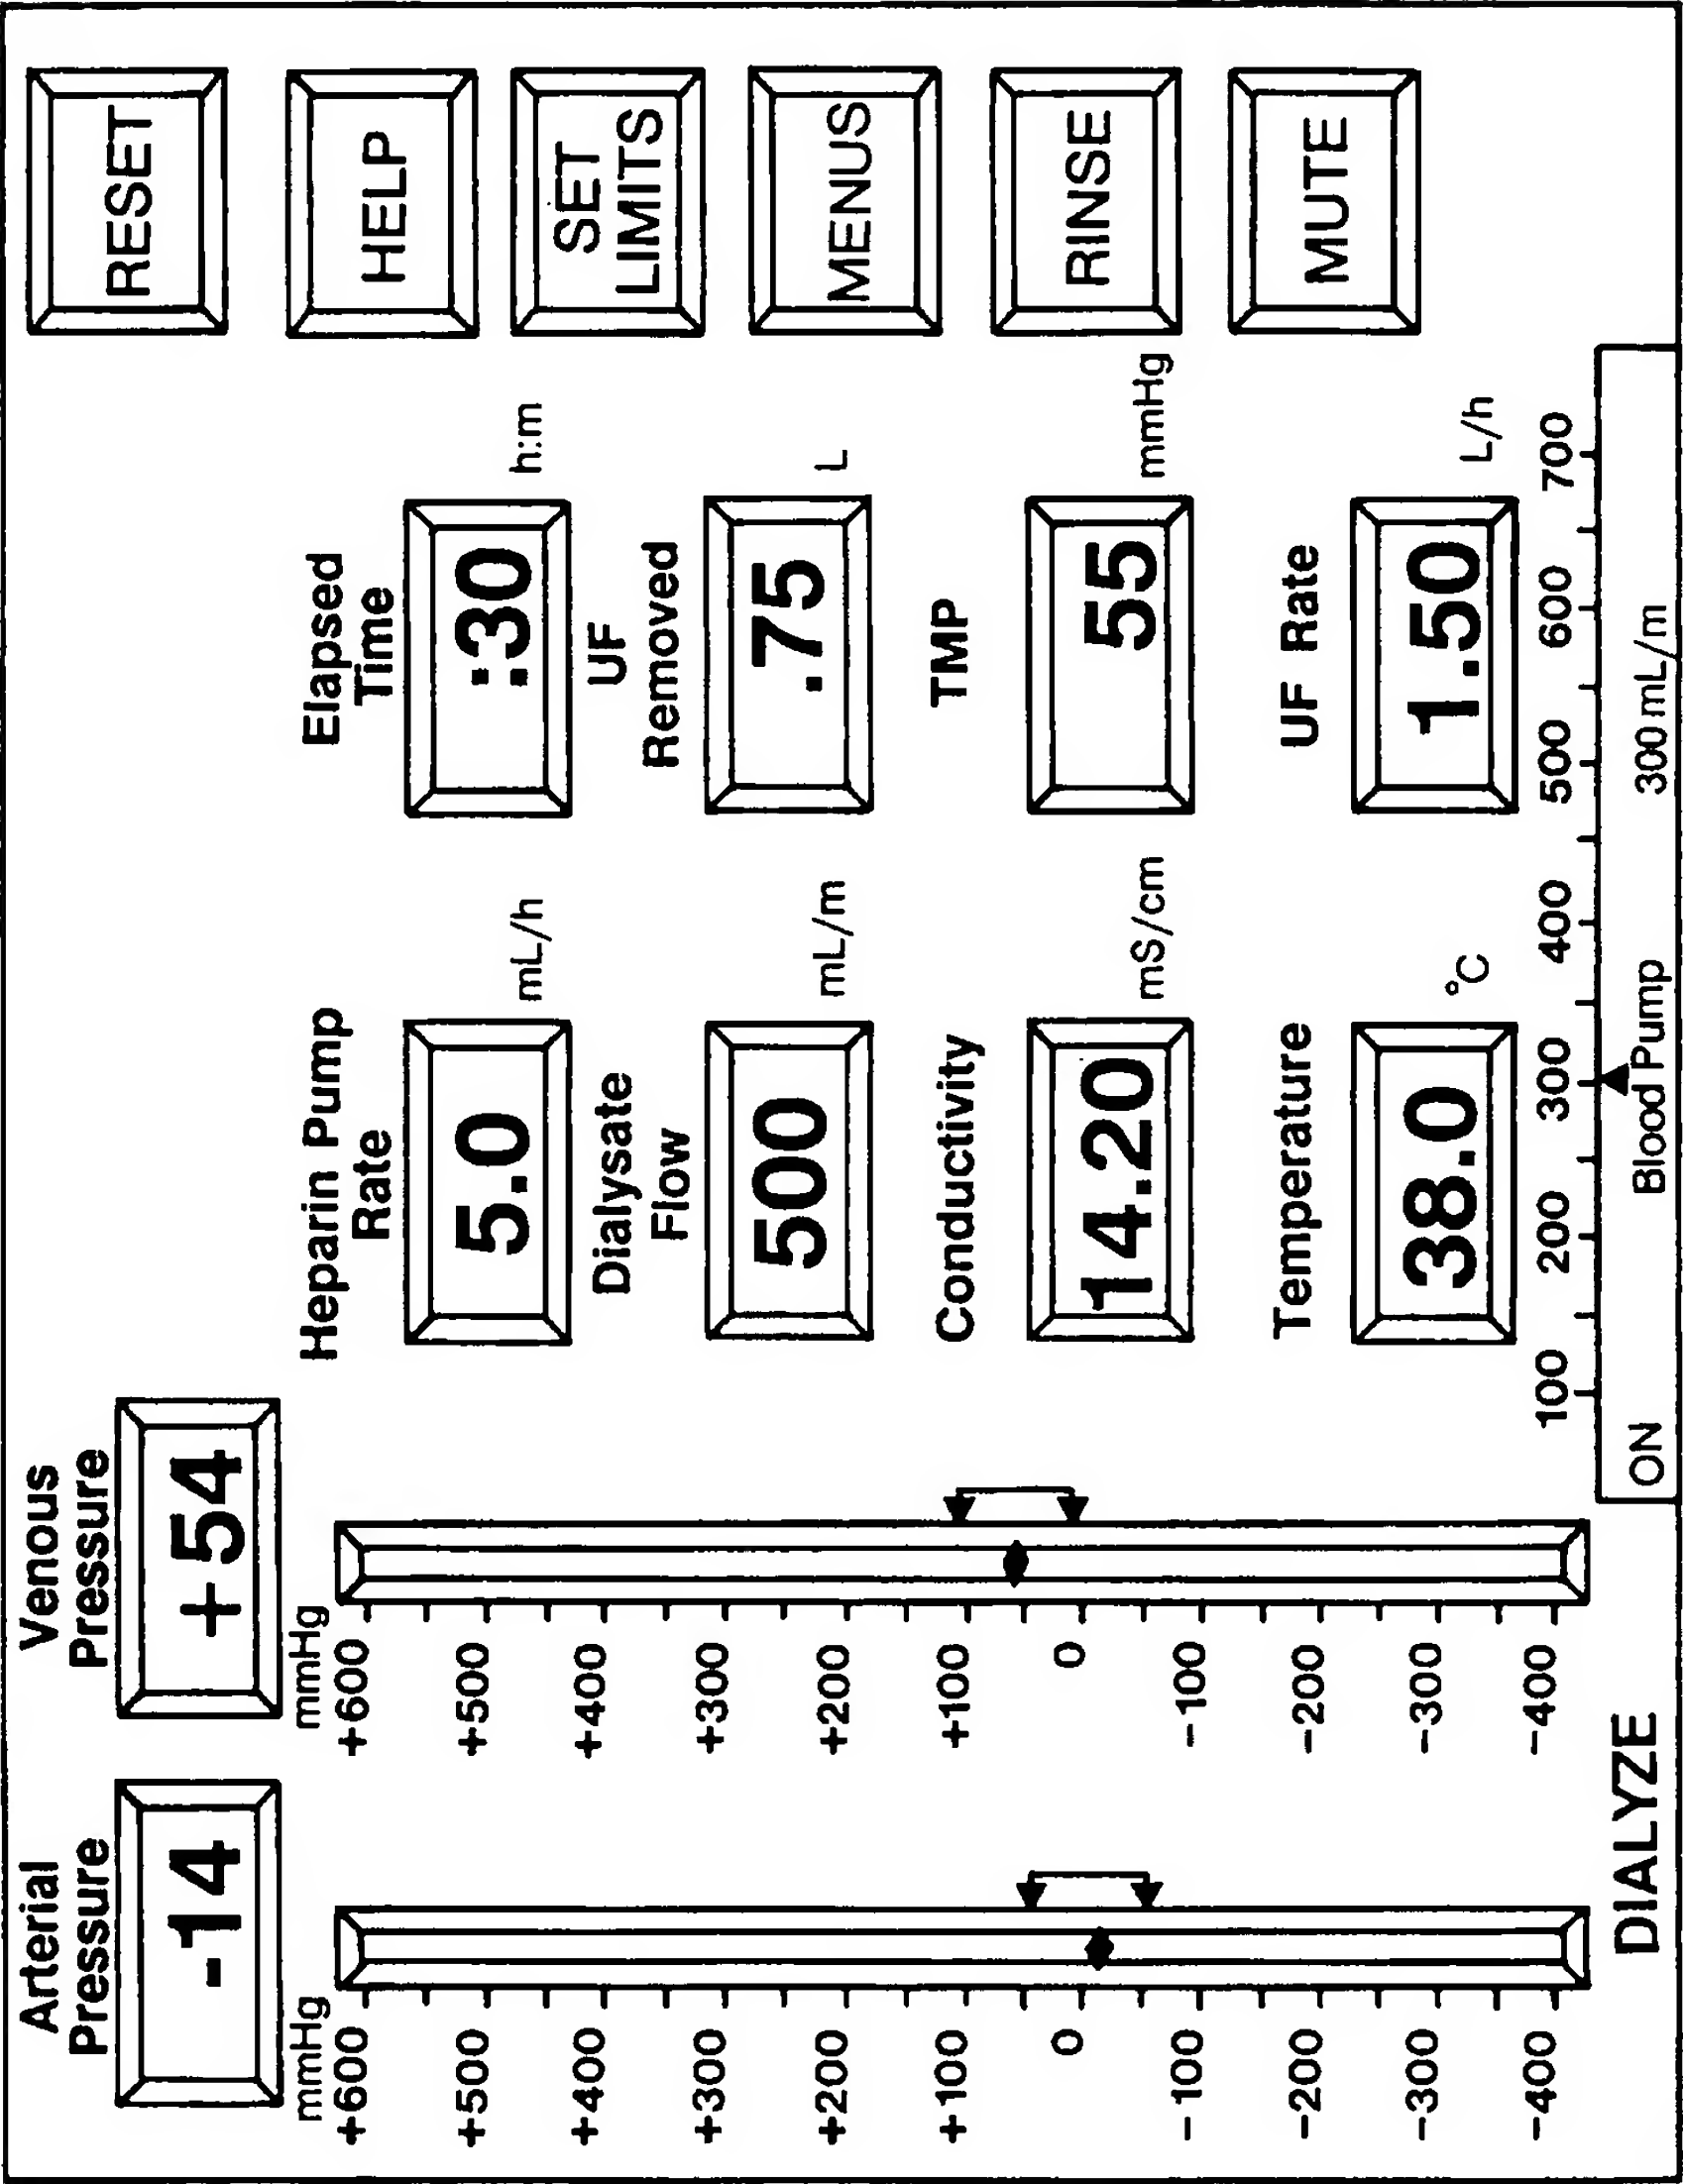 Arterial
Pressure
-14
mmHg
+600
+500
+400
+300
+200
+100
0
-100
-200
-300
-400
Venous
Pressure
+54
mmHg
+600
+500
+400
+300
+200
+100
0
-100
-200
-300
-400
Heparin Pump
Rate
5.0
mL/h
Dialysate
Flow
500
mL/m
Conductivity
14.20
mS/cm
Temperature
38.0
°C
Elapsed
Time
:30
h:m
UF
Removed
.75
L
TMP
55
mmHg
UF Rate
1.50
L/h
RESET
HELP
SET
LIMITS
MENUS
RINSE
MUTE
100 200 300 400 500 600 700
DIALYZE
ON Blood Pump 300 mL/m